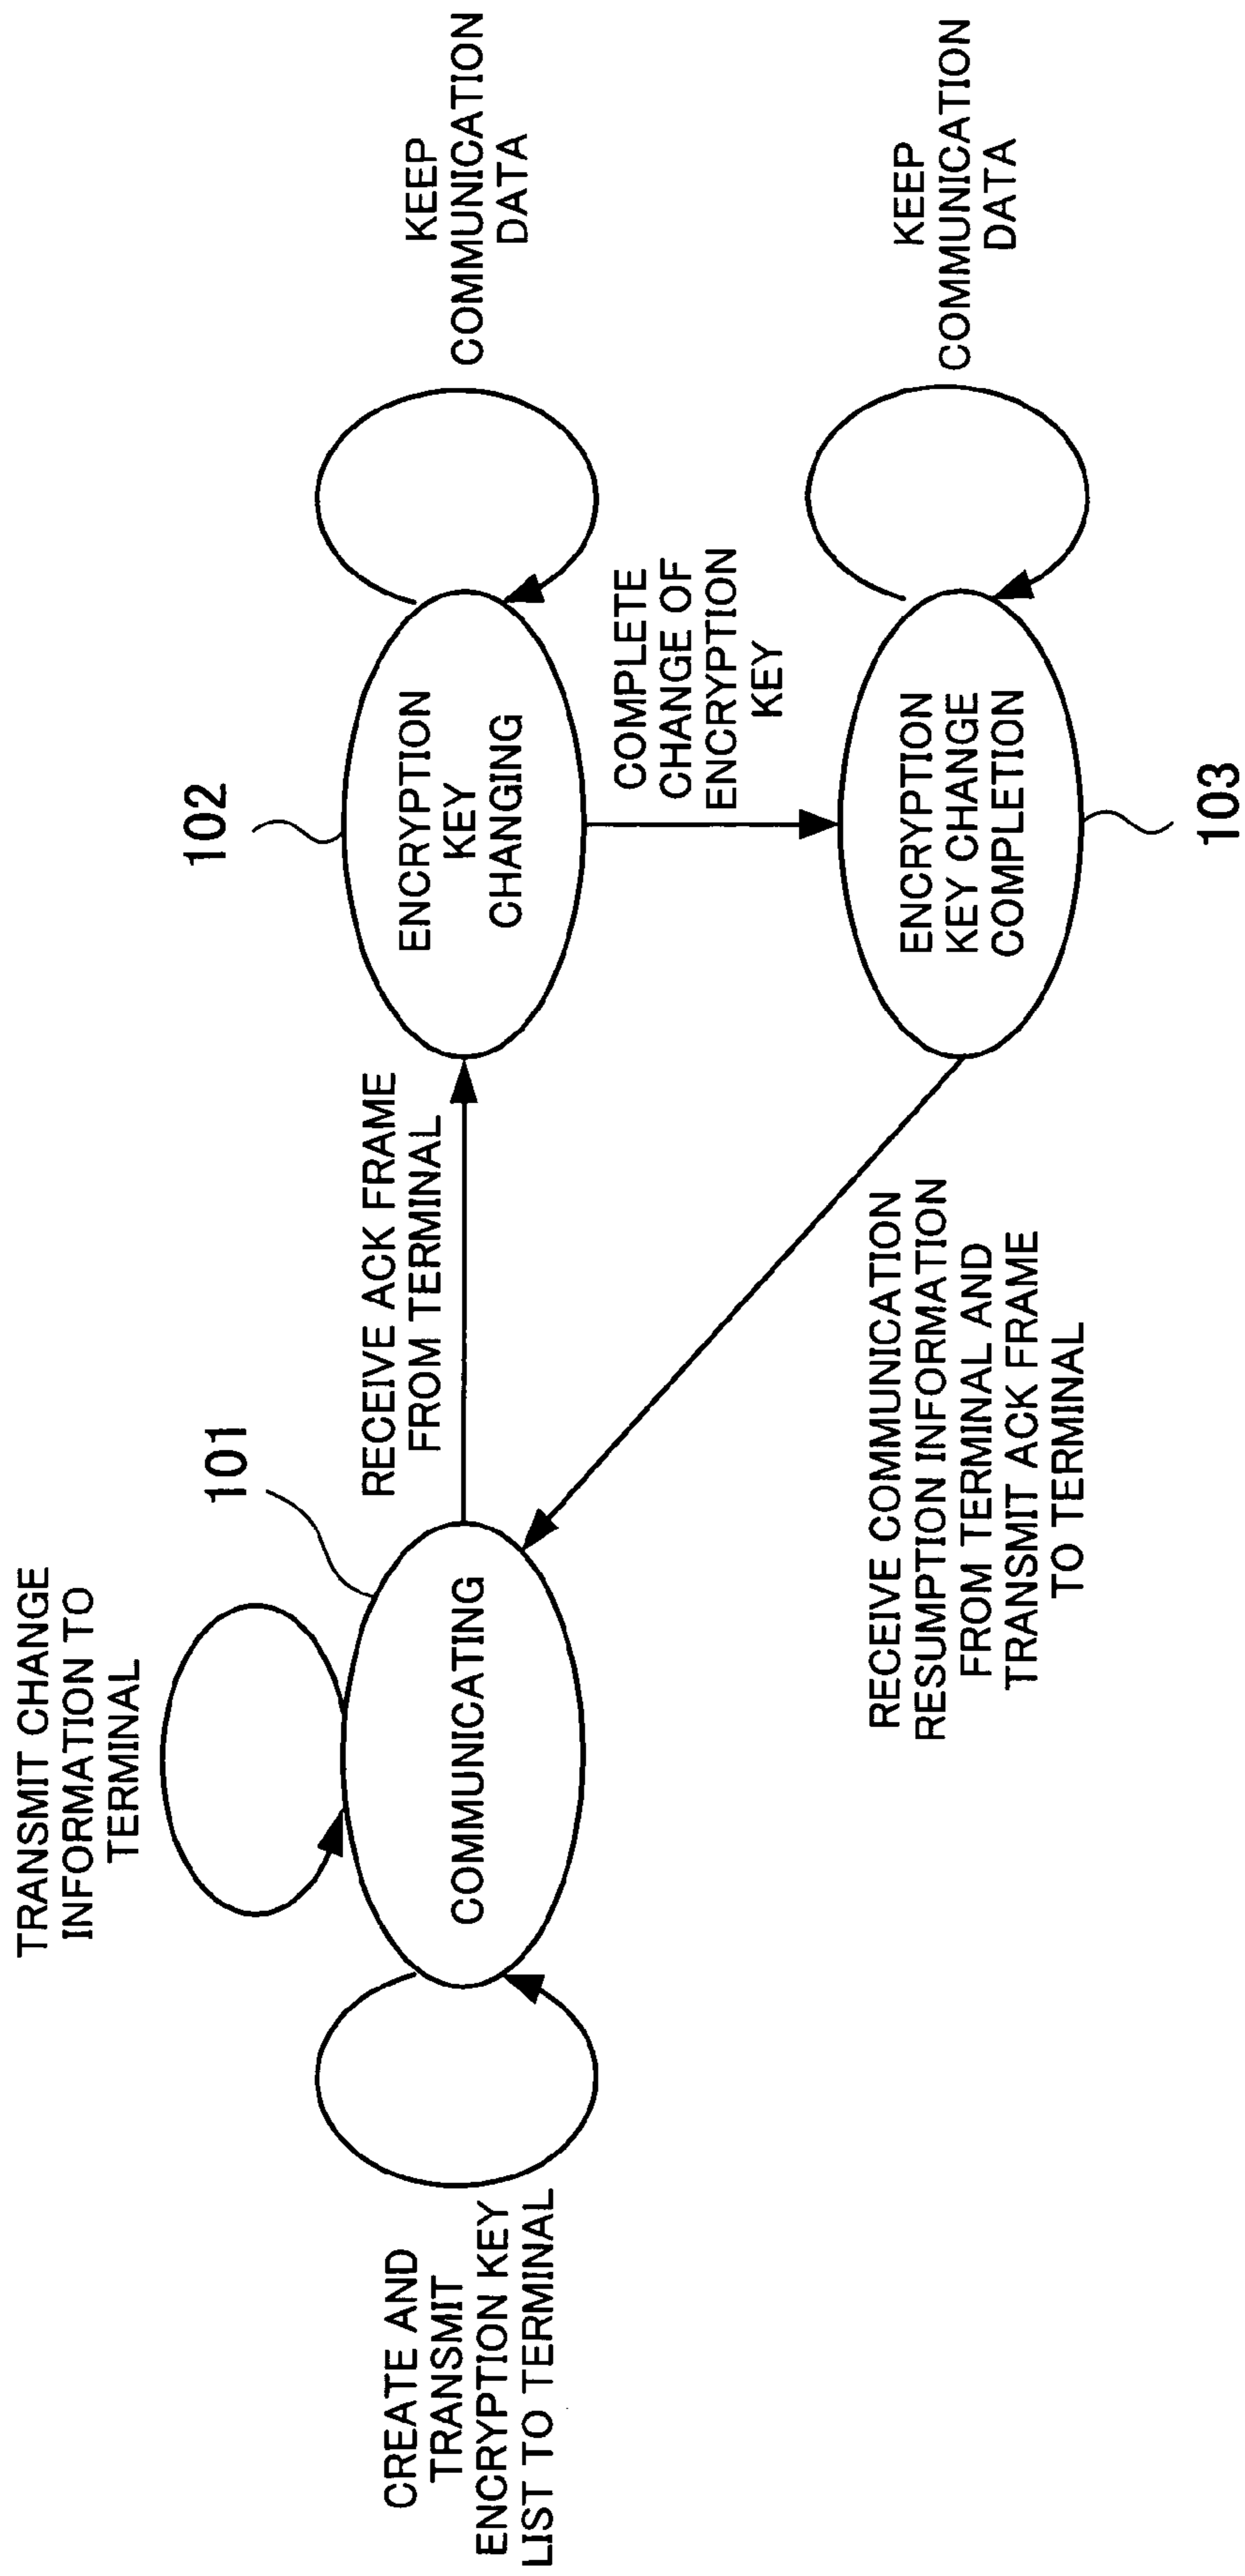 TRANSMIT CHANGE
INFORMATION TO
TERMINAL
CREATE AND
TRANSMIT
ENCRYPTION KEY
LIST TO TERMINAL
101
COMMUNICATING
RECEIVE ACK FRAME
FROM TERMINAL
102
ENCRYPTION
KEY
CHANGING
KEEP
COMMUNICATION
DATA
COMPLETE
CHANGE OF
ENCRYPTION
KEY
RECEIVE COMMUNICATION
RESUMPTION INFORMATION
FROM TERMINAL AND
TRANSMIT ACK FRAME
TO TERMINAL
ENCRYPTION
KEY CHANGE
COMPLETION
103
KEEP
COMMUNICATION
DATA